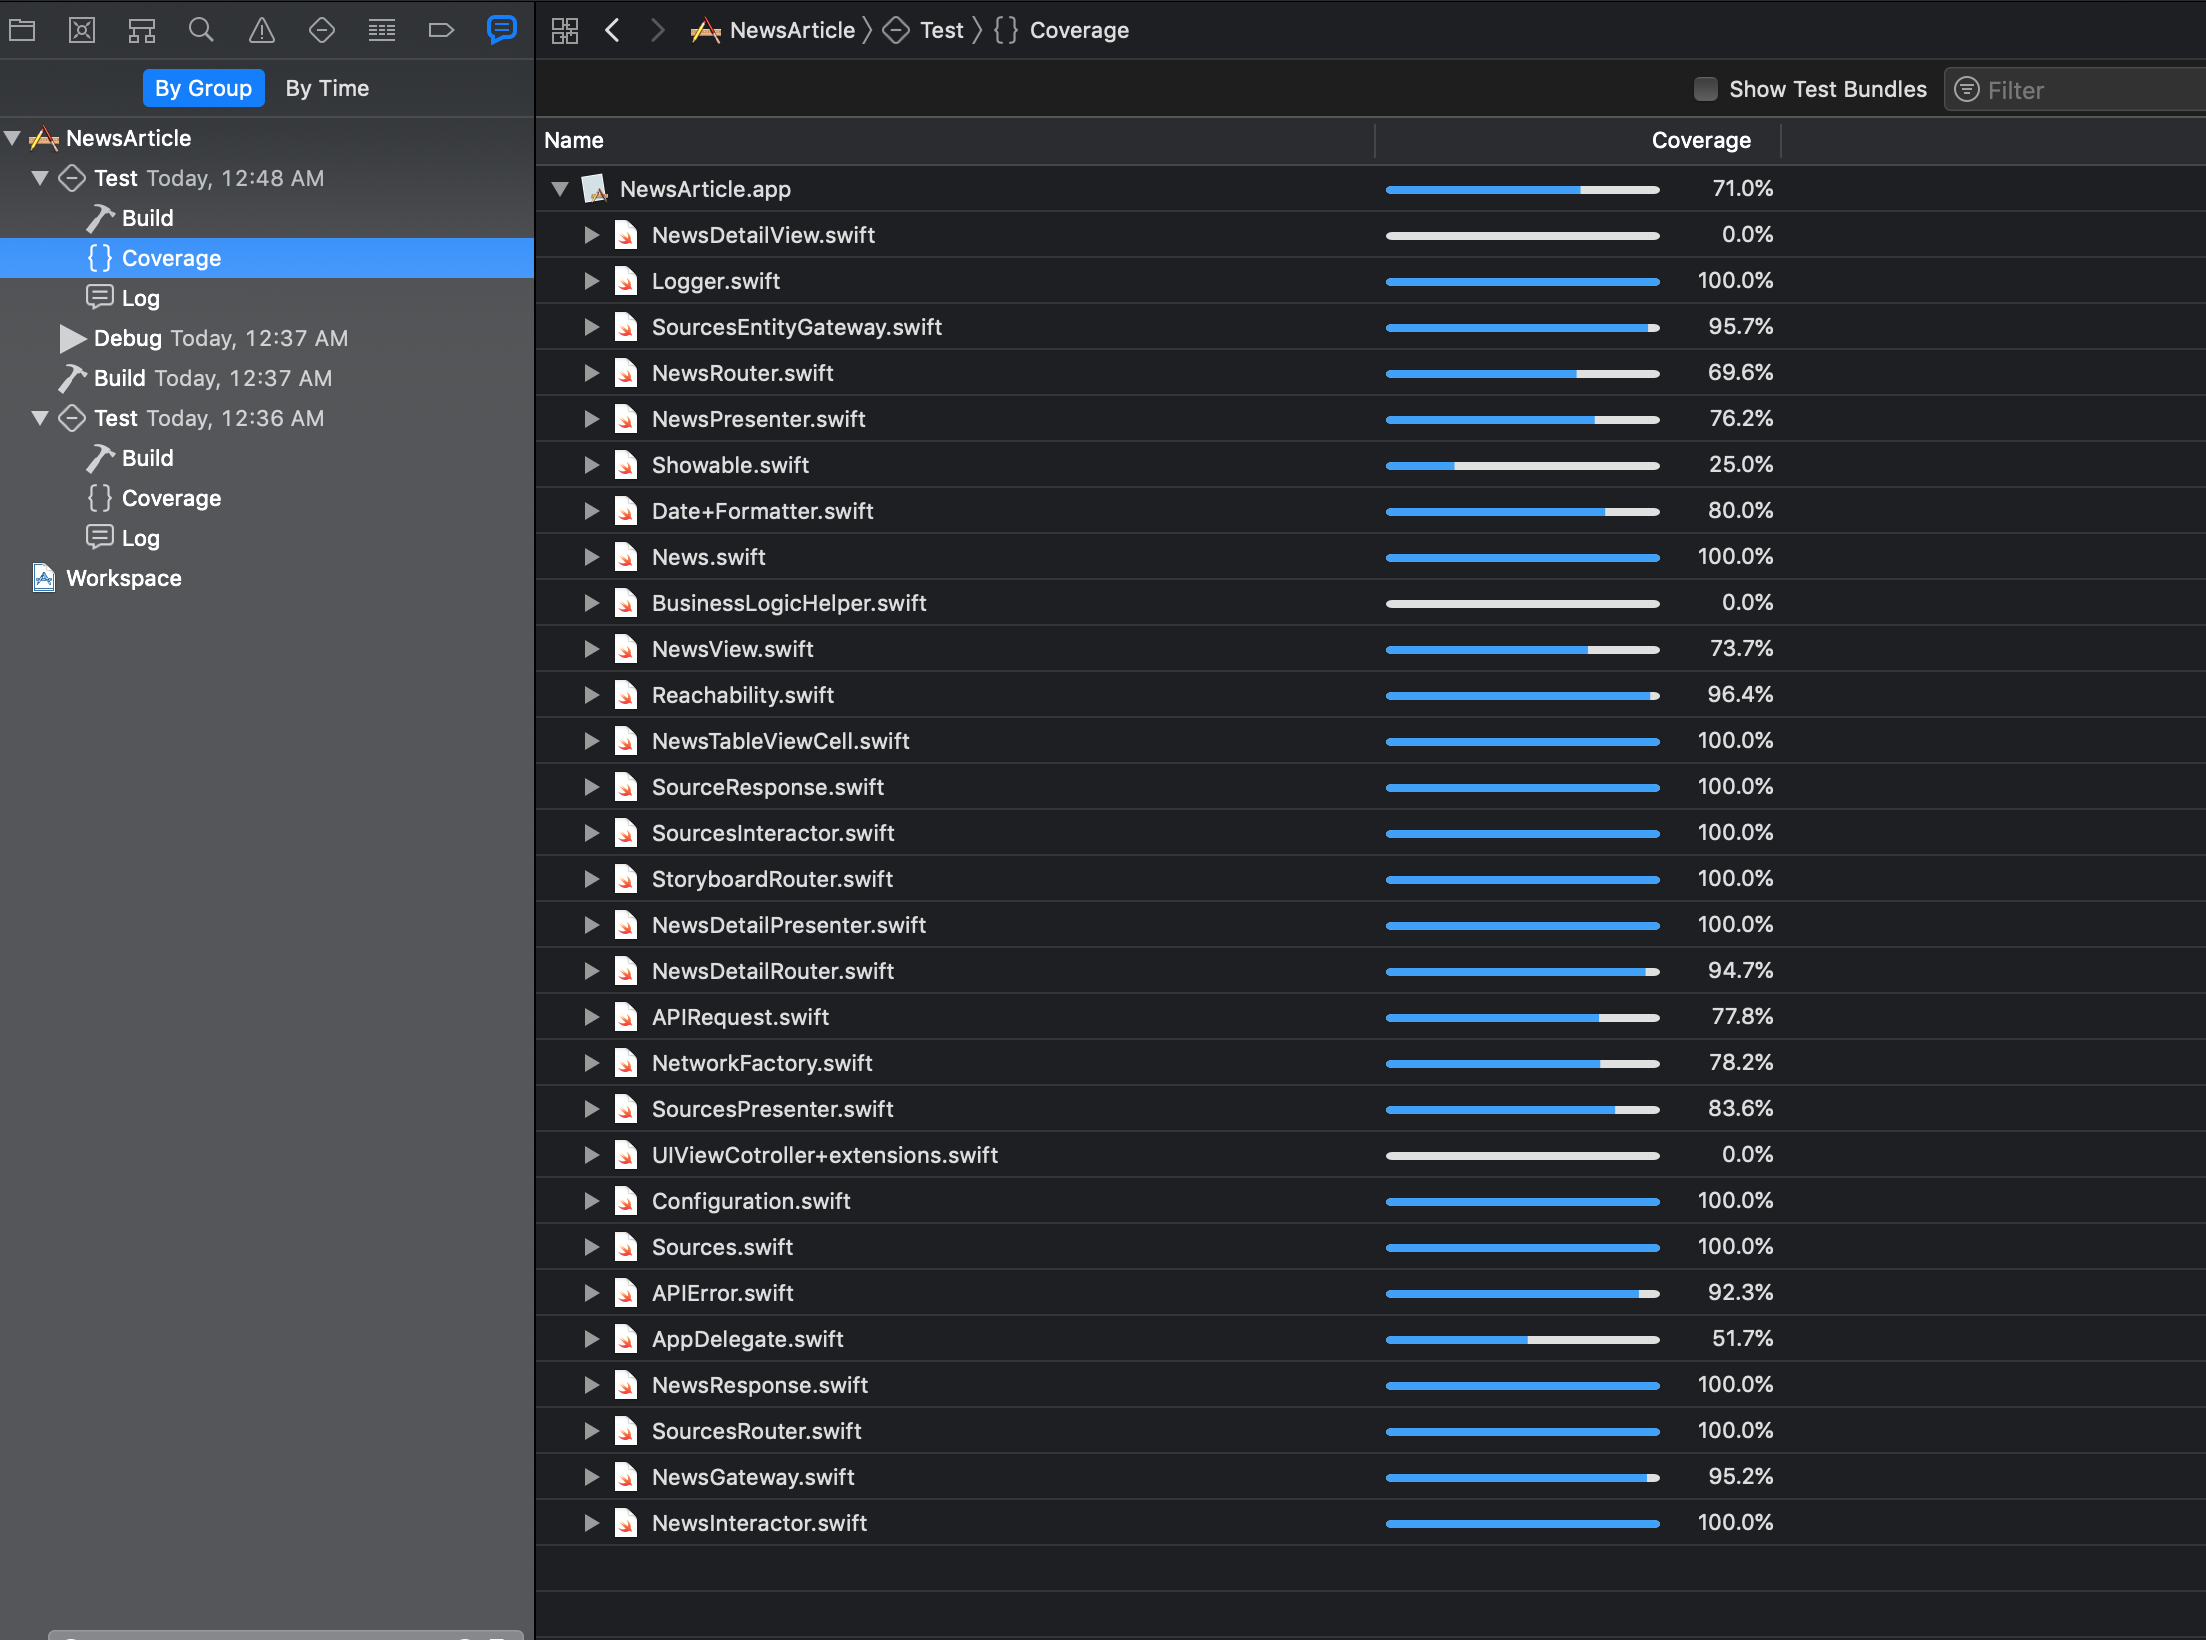 NewsArticle 〉 Test 〉 {} Coverage
By Group By Time
Show Test Bundles Filter
NewsArticle
Test Today, 12:48 AM
Build
{} Coverage
Log
Debug Today, 12:37 AM
Build Today, 12:37 AM
Test Today, 12:36 AM
Build
{} Coverage
Log
Workspace
Name Coverage
NewsArticle.app 71.0%
NewsDetailView.swift 0.0%
Logger.swift 100.0%
SourcesEntityGateway.swift 95.7%
NewsRouter.swift 69.6%
NewsPresenter.swift 76.2%
Showable.swift 25.0%
Date+Formatter.swift 80.0%
News.swift 100.0%
BusinessLogicHelper.swift 0.0%
NewsView.swift 73.7%
Reachability.swift 96.4%
NewsTableViewCell.swift 100.0%
SourceResponse.swift 100.0%
SourcesInteractor.swift 100.0%
StoryboardRouter.swift 100.0%
NewsDetailPresenter.swift 100.0%
NewsDetailRouter.swift 94.7%
APIRequest.swift 77.8%
NetworkFactory.swift 78.2%
SourcesPresenter.swift 83.6%
UIViewCotroller+extensions.swift 0.0%
Configuration.swift 100.0%
Sources.swift 100.0%
APIError.swift 92.3%
AppDelegate.swift 51.7%
NewsResponse.swift 100.0%
SourcesRouter.swift 100.0%
NewsGateway.swift 95.2%
NewsInteractor.swift 100.0%